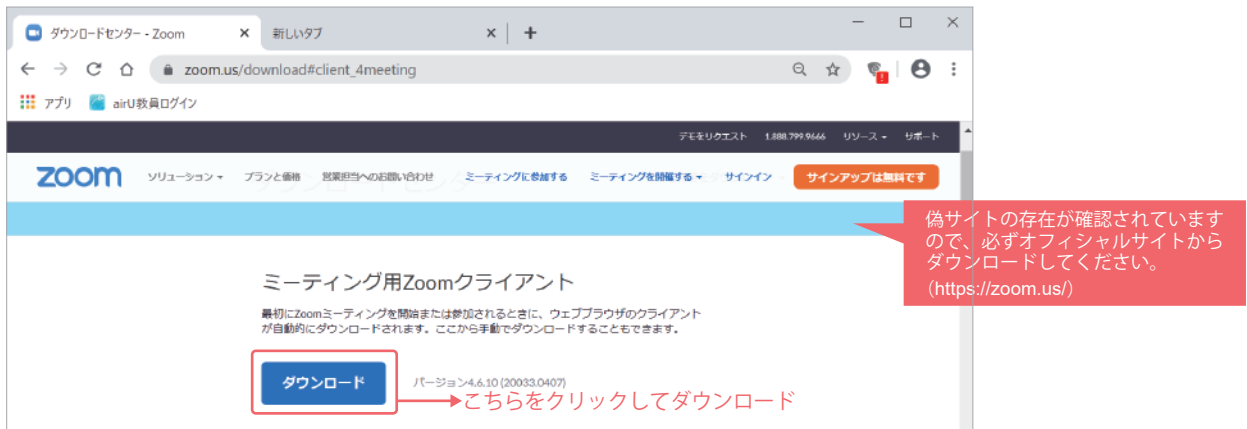 ダウンロードセンター - Zoom
新しいタブ
zoom.us/download#client_4meeting
アプリ
airU教員ログイン
デモをリクエスト 1.888.799.9666 リソース サポート
zoom ソリューション プランと価格 営業担当へのお問い合わせ ミーティングに参加する ミーティングを開催する サインイン サインアップは無料です
偽サイトの存在が確認されています
ので、必ずオフィシャルサイトから
ダウンロードしてください。
（https://zoom.us/）
ミーティング用Zoomクライアント
最初にZoomミーティングを開始または参加されるときに、ウェブブラウザのクライアント
が自動的にダウンロードされます。ここから手動でダウンロードすることもできます。
ダウンロード
バージョン4.6.10 (20033.0407)
こちらをクリックしてダウンロード